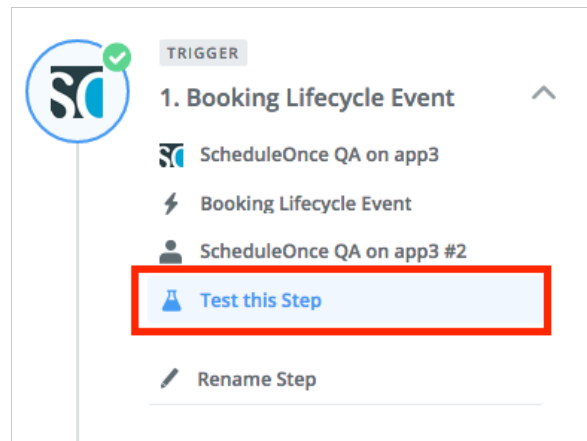 TRIGGER
1. Booking Lifecycle Event
ScheduleOnce QA on app3
Booking Lifecycle Event
ScheduleOnce QA on app3 #2
Test this Step
Rename Step